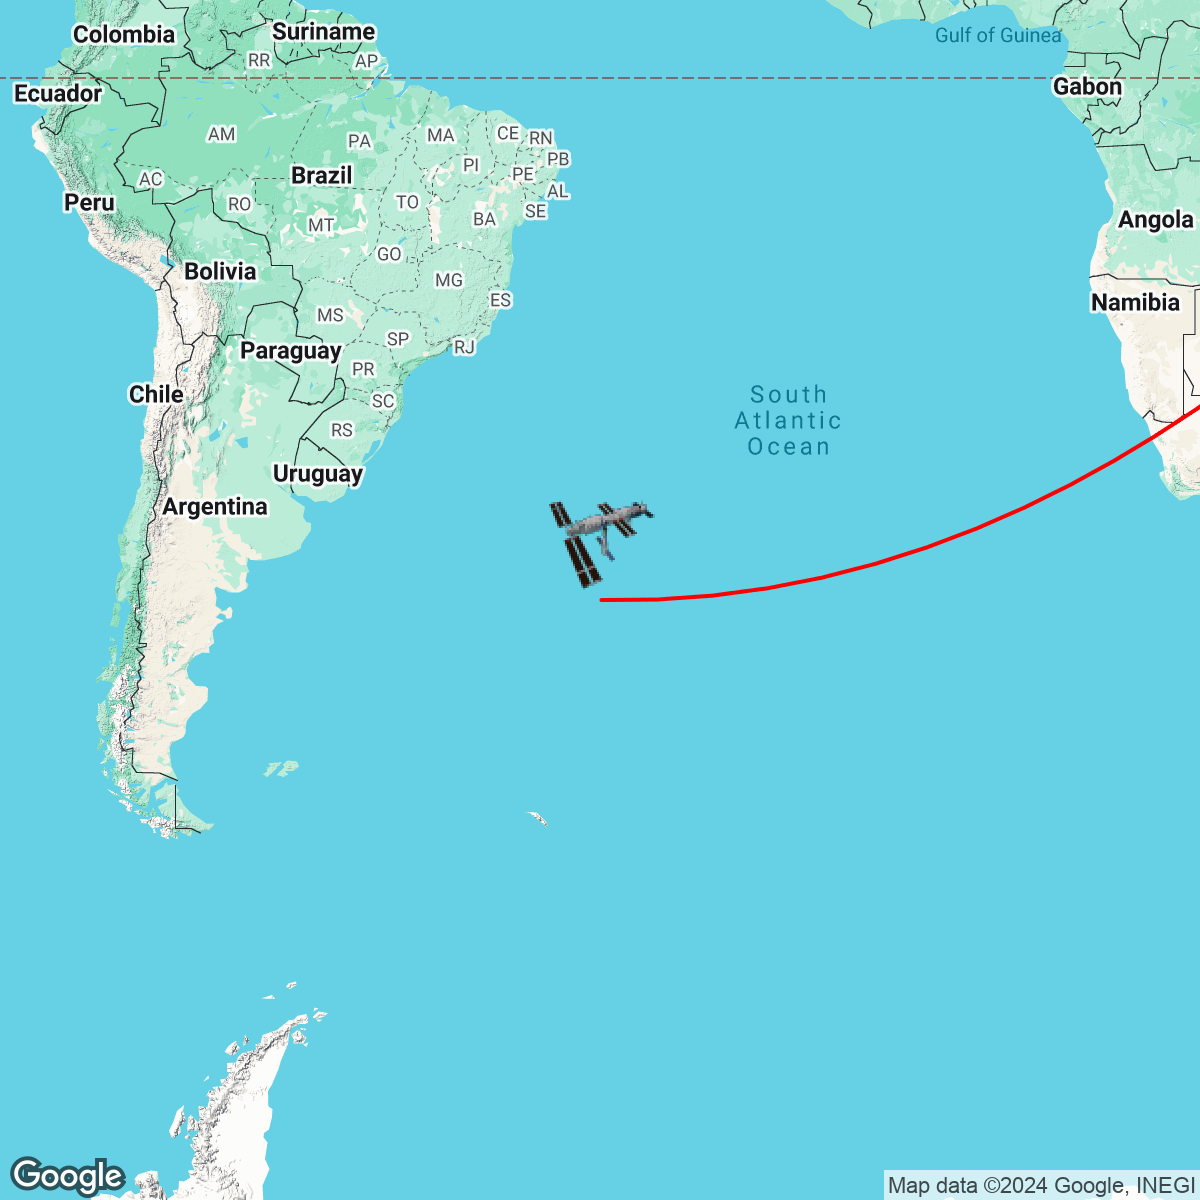 Colombia
Suriname
Gulf of Guinea
RR
AP
Ecuador
Gabon
AM
PA
MA
CE
RN
PI
PB
PE
Brazil
AC
AL
Peru
RO
TO
SE
MT
BA
Angola
GO
Bolivia
MG
ES
Namibia
MS
SP
RJ
Paraguay
PR
Chile
SC
South
Atlantic
Ocean
RS
Uruguay
Argentina
Google
Map data ©2024 Google, INEGI